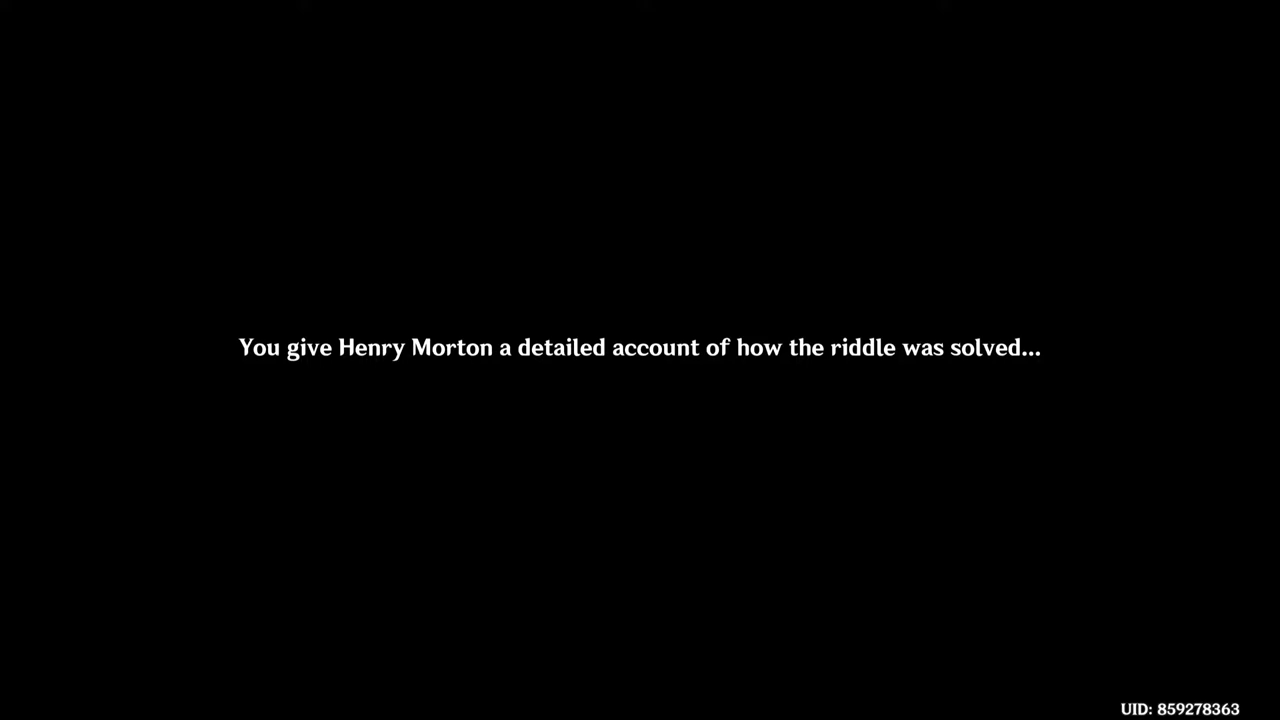 You give Henry Morton a detailed account of how the riddle was solved...
UID: 859278363